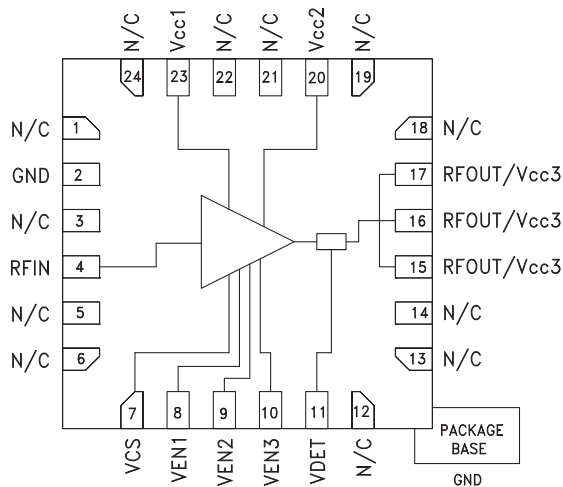 N/C
Vcc1
N/C
N/C
Vcc2
N/C
24
23
22
21
20
19
N/C 1
GND 2
N/C 3
RFIN 4
N/C 5
N/C 6
18 N/C
17 RFOUT/Vcc3
16 RFOUT/Vcc3
15 RFOUT/Vcc3
14 N/C
13 N/C
7
8
9
10
11
12
VCS
VEN1
VEN2
VEN3
VDET
N/C
PACKAGE
BASE
GND